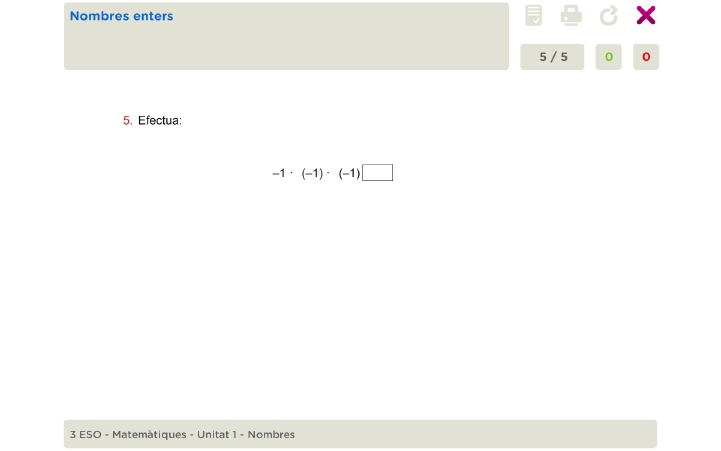 Nombres enters
5 / 5
0
0
5. Efectua:
–1 · (–1) · (–1)
3 ESO - Matemàtiques - Unitat 1 - Nombres